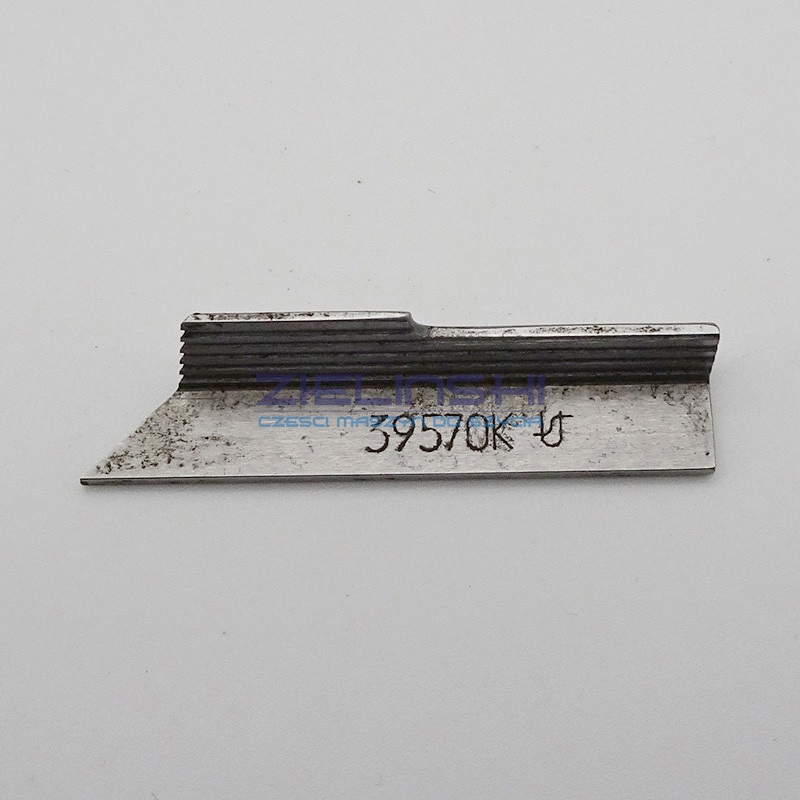 ZIELINSKI
CZESCI MASZYN DO SZYCIA
39570K